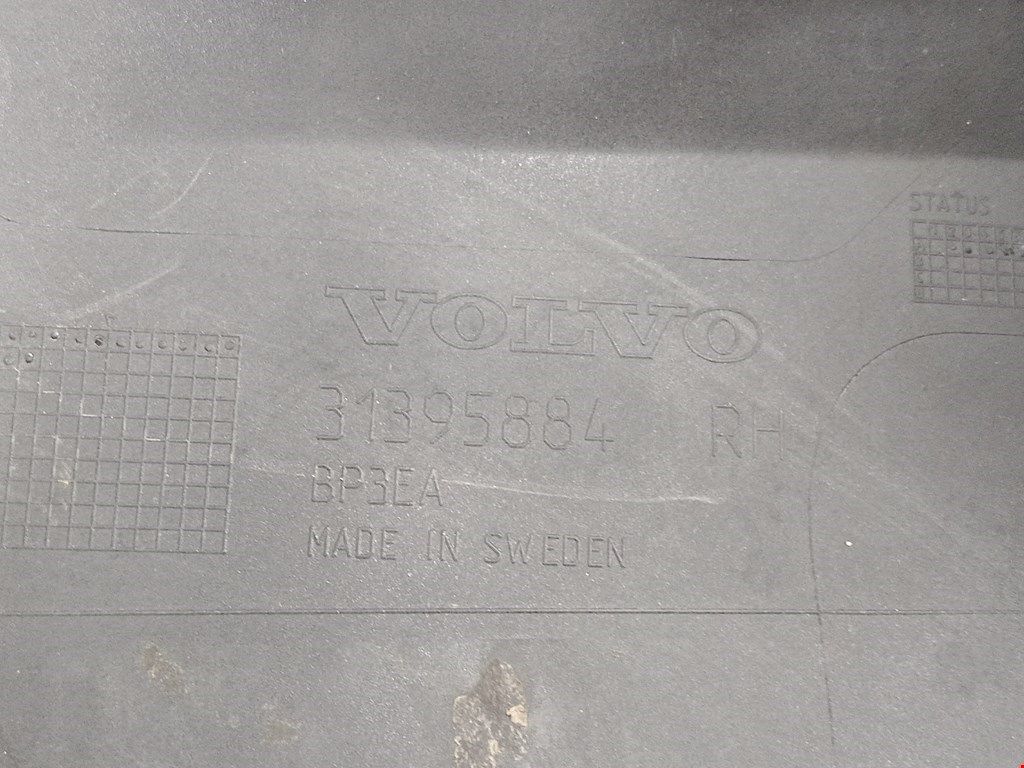 STATUS
VOLVO
31395884 RH
BP3EA
MADE IN SWEDEN